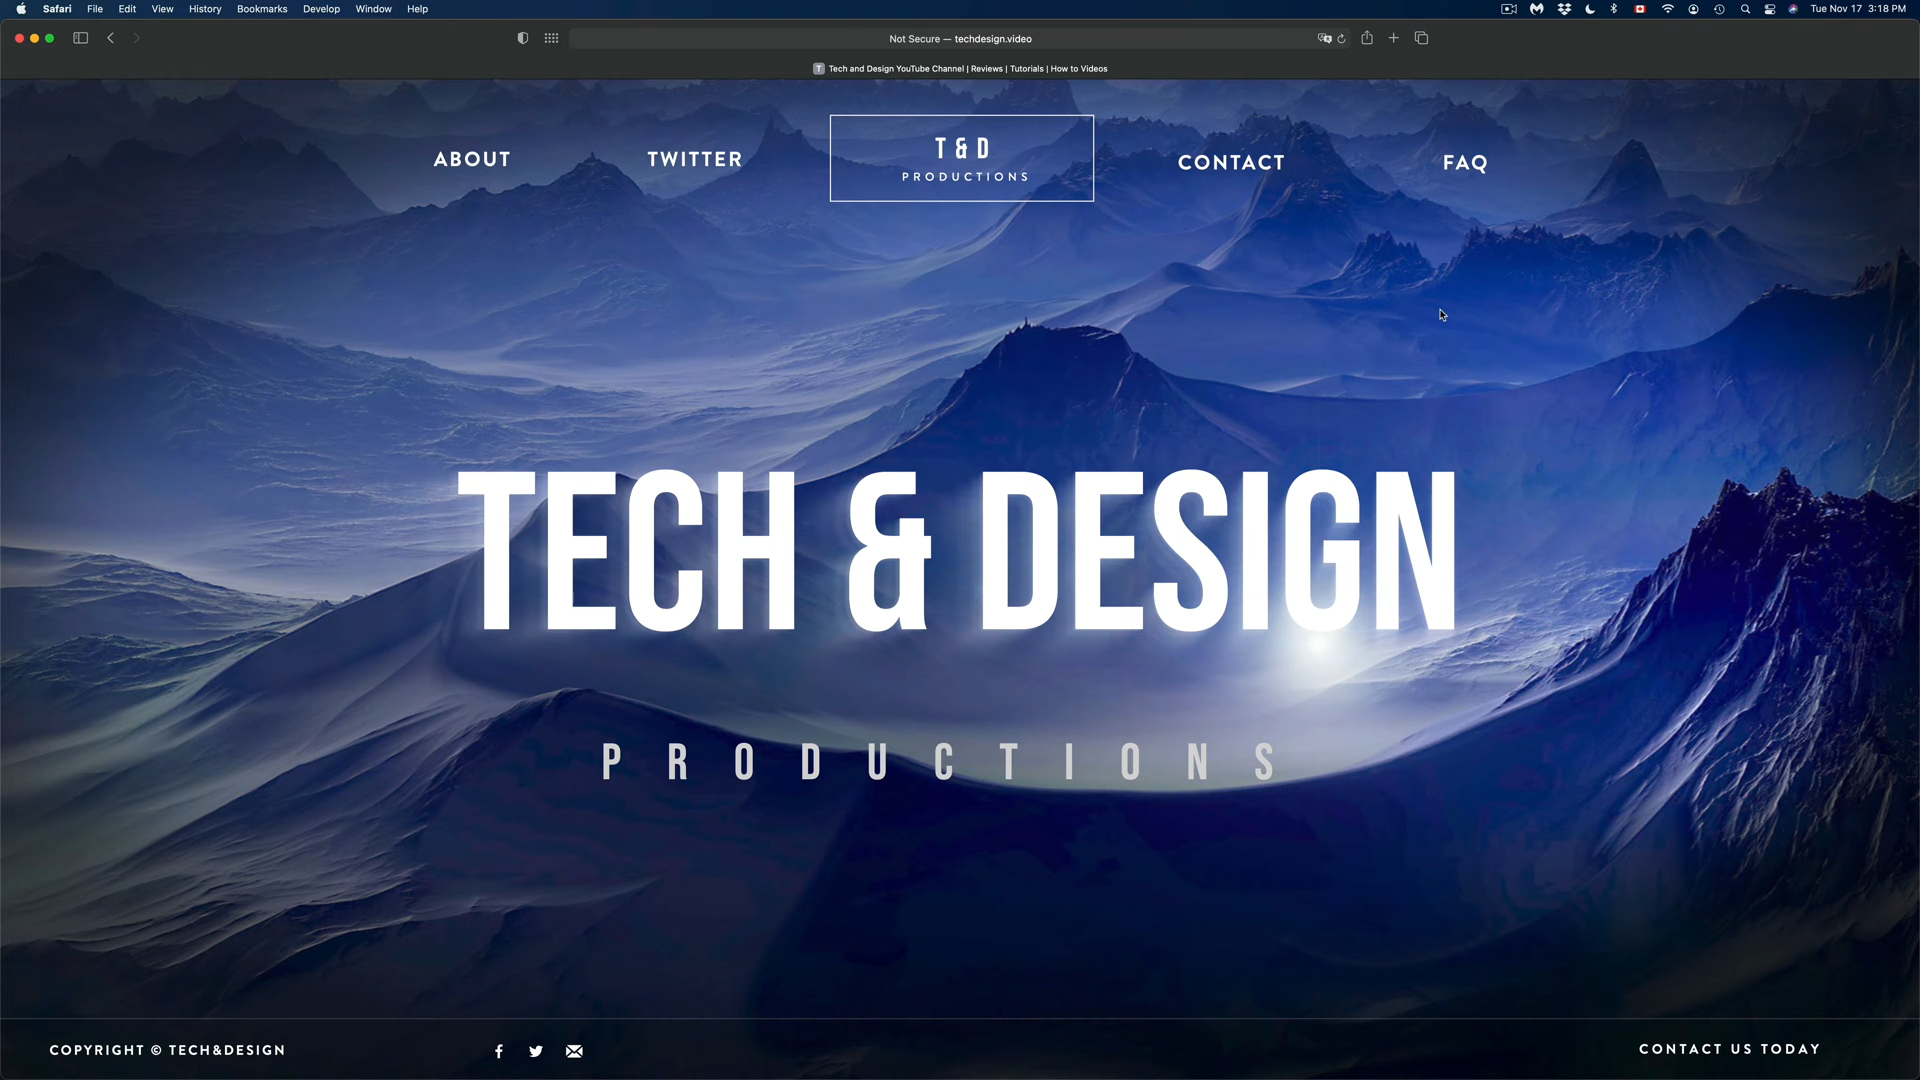 Safari File Edit View History Bookmarks Develop Window Help Tue Nov 17 3:18 PM
Not Secure — techdesign.video
T Tech and Design YouTube Channel | Reviews | Tutorials | How to Videos
ABOUT TWITTER T & D CONTACT FAQ
PRODUCTIONS
TECH & DESIGN
PRODUCTIONS
COPYRIGHT © TECH&DESIGN CONTACT US TODAY